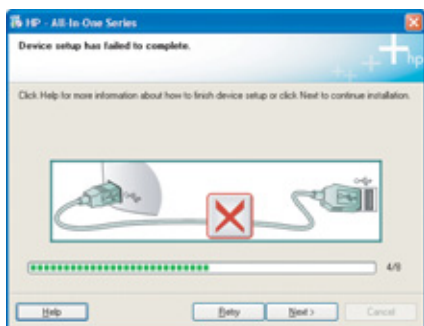 HP - All-In-One Series
Device setup has failed to complete.
hp
Click Help for more information about how to finish device setup or click Next to continue installation.
4/8
Help
Retry
Next >
Cancel